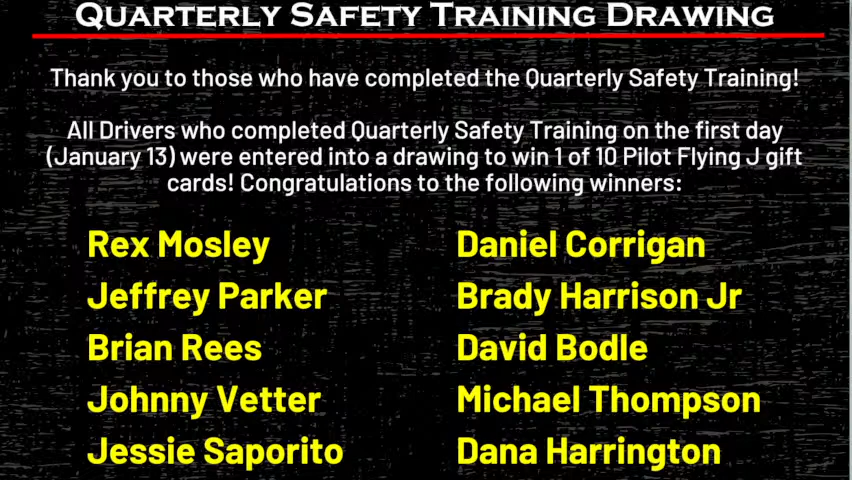 QUARTERLY SAFETY TRAINING DRAWING
Thank you to those who have completed the Quarterly Safety Training!
All Drivers who completed Quarterly Safety Training on the first day
(January 13) were entered into a drawing to win 1 of 10 Pilot Flying J gift
cards! Congratulations to the following winners:
Rex Mosley
Jeffrey Parker
Brian Rees
Johnny Vetter
Jessie Saporito
Daniel Corrigan
Brady Harrison Jr
David Bodle
Michael Thompson
Dana Harrington